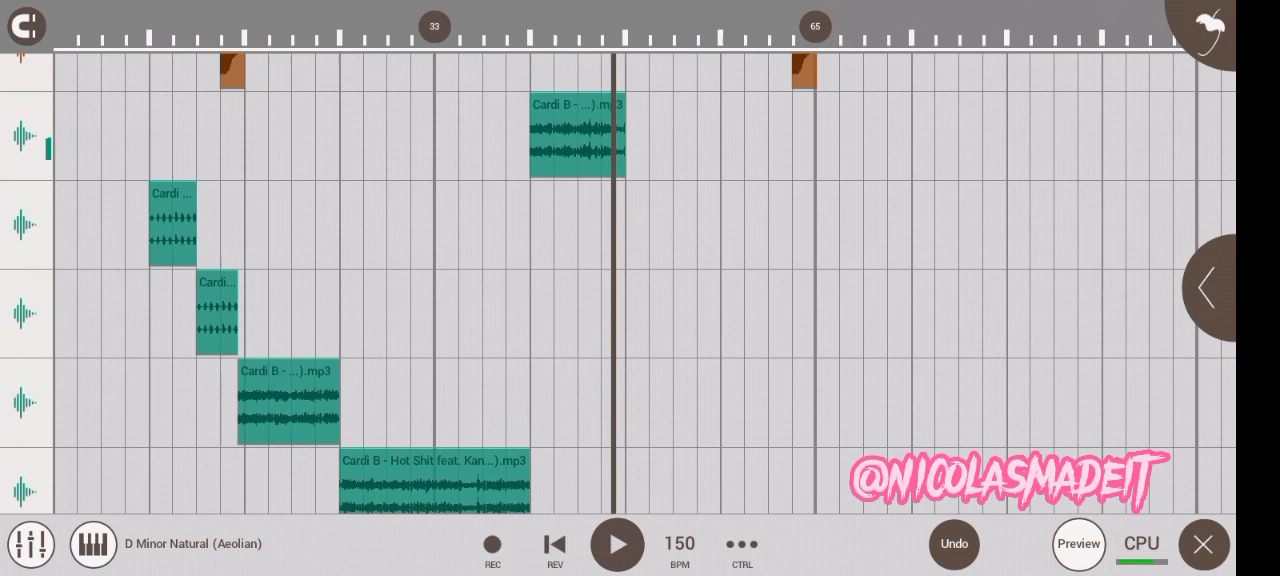 33
65
Cardi B - ...).mp3
Cardi ...
Cardi...
Cardi B - ...).mp3
Cardi B - Hot Shit feat. Kan...).mp3
@NICOLASMADEIT
D Minor Natural (Aeolian)
REC
REV
150
BPM
CTRL
Undo
Preview
CPU